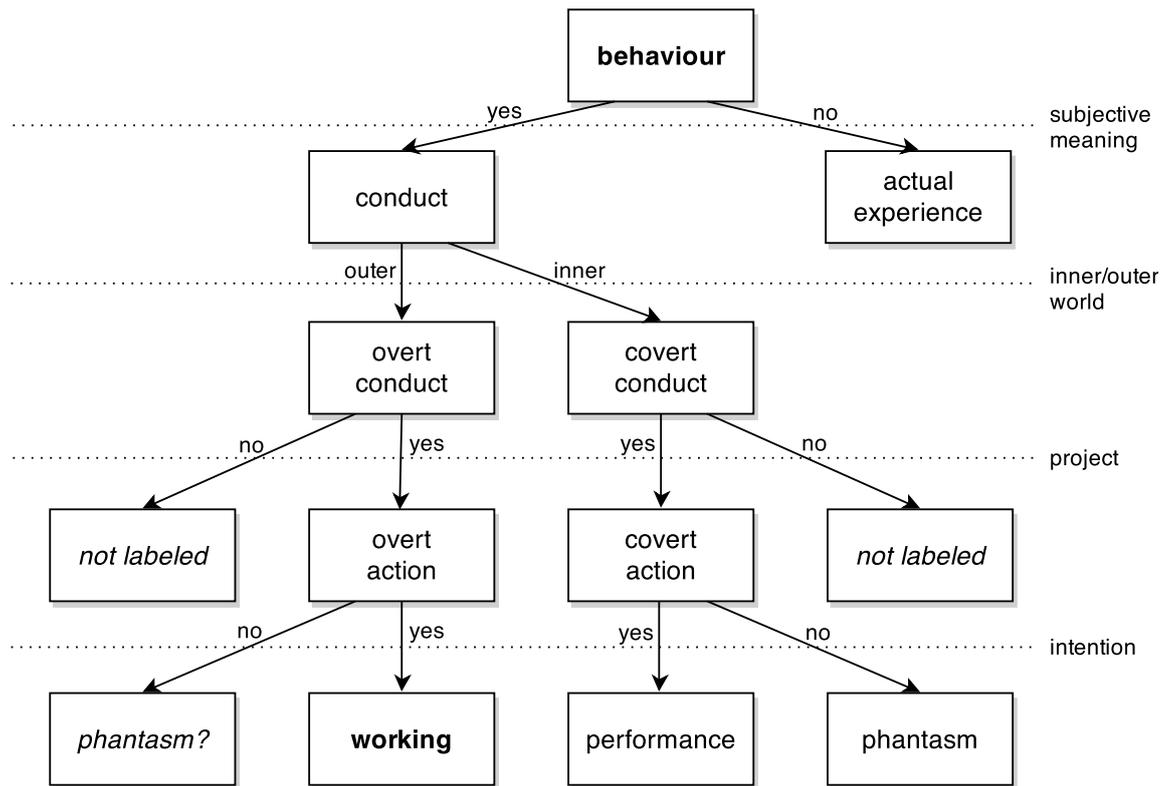 behaviour
yes
no
subjective
meaning
conduct
actual
experience
outer
inner
inner/outer
world
overt
conduct
covert
conduct
no
yes
yes
no
project
not labeled
overt
action
covert
action
not labeled
no
yes
yes
no
intention
phantasm?
working
performance
phantasm